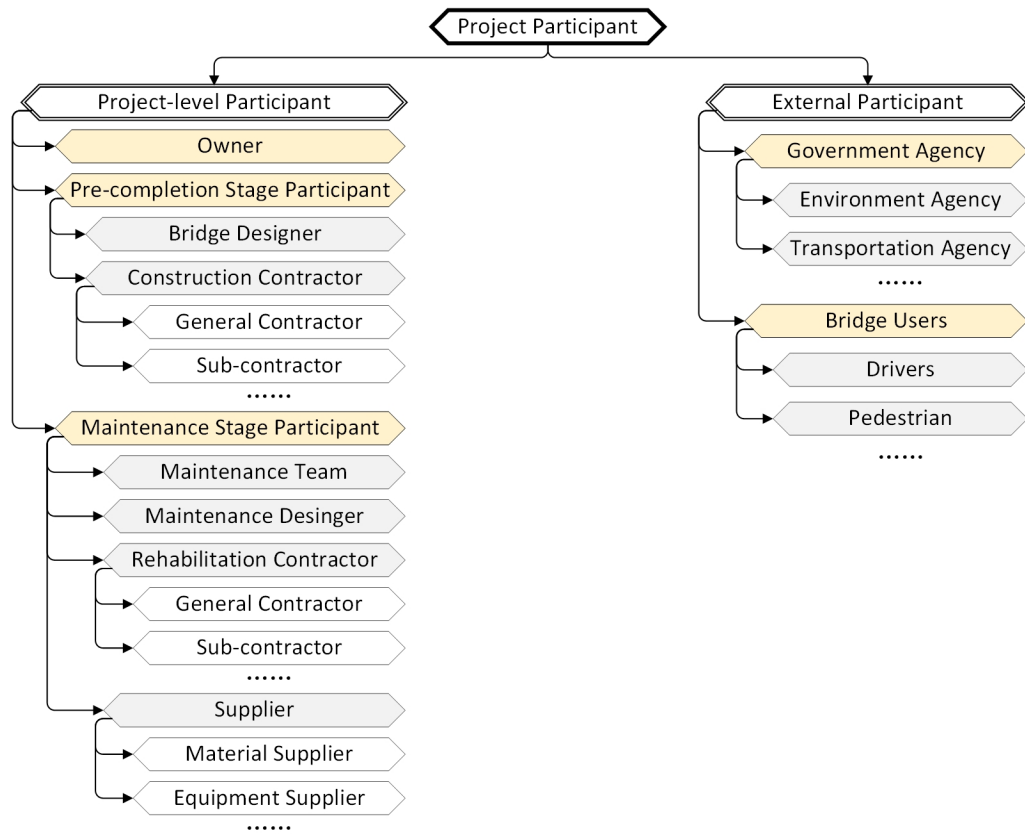 Project Participant
Project-level Participant
Owner
Pre-completion Stage Participant
Bridge Designer
Construction Contractor
General Contractor
Sub-contractor
......
Maintenance Stage Participant
Maintenance Team
Maintenance Desinger
Rehabilitation Contractor
General Contractor
Sub-contractor
......
Supplier
Material Supplier
Equipment Supplier
......
External Participant
Government Agency
Environment Agency
Transportation Agency
......
Bridge Users
Drivers
Pedestrian
......